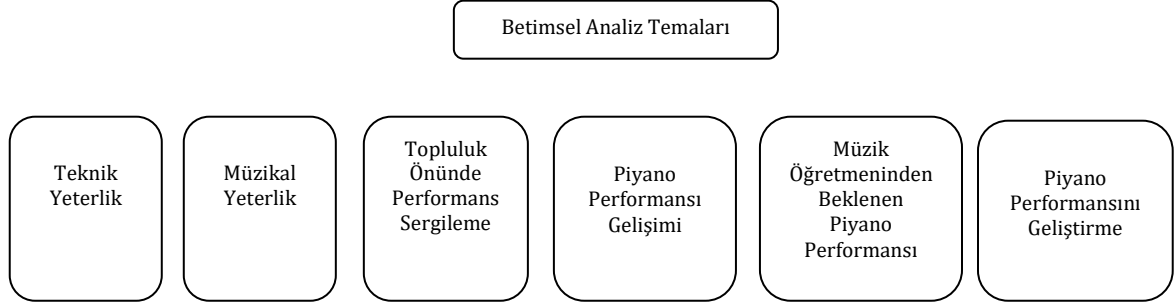 Betimsel Analiz Temaları
Teknik
Yeterlik
Müzikal
Yeterlik
Topluluk
Önünde
Performans
Sergileme
Piyano
Performansı
Gelişimi
Müzik
Öğretmeninden
Beklenen
Piyano
Performansı
Piyano
Performansını
Geliştirme